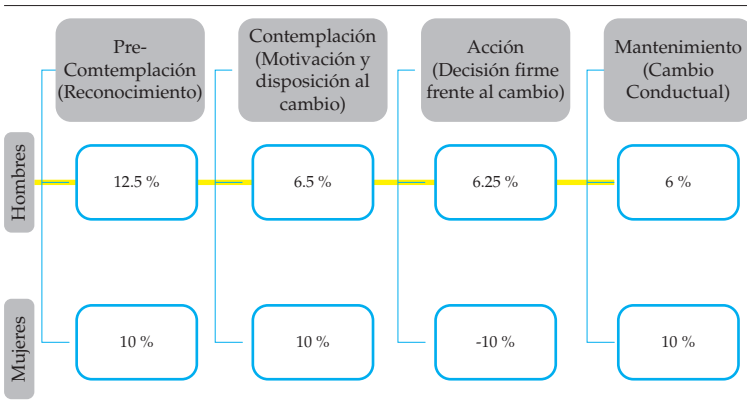 Pre-
Comtemplación
(Reconocimiento)
Contemplación
(Motivación y
disposición al
cambio)
Acción
(Decisión firme
frente al cambio)
Mantenimiento
(Cambio
Conductual)
Hombres
12.5 %
6.5 %
6.25 %
6 %
Mujeres
10 %
10 %
-10 %
10 %